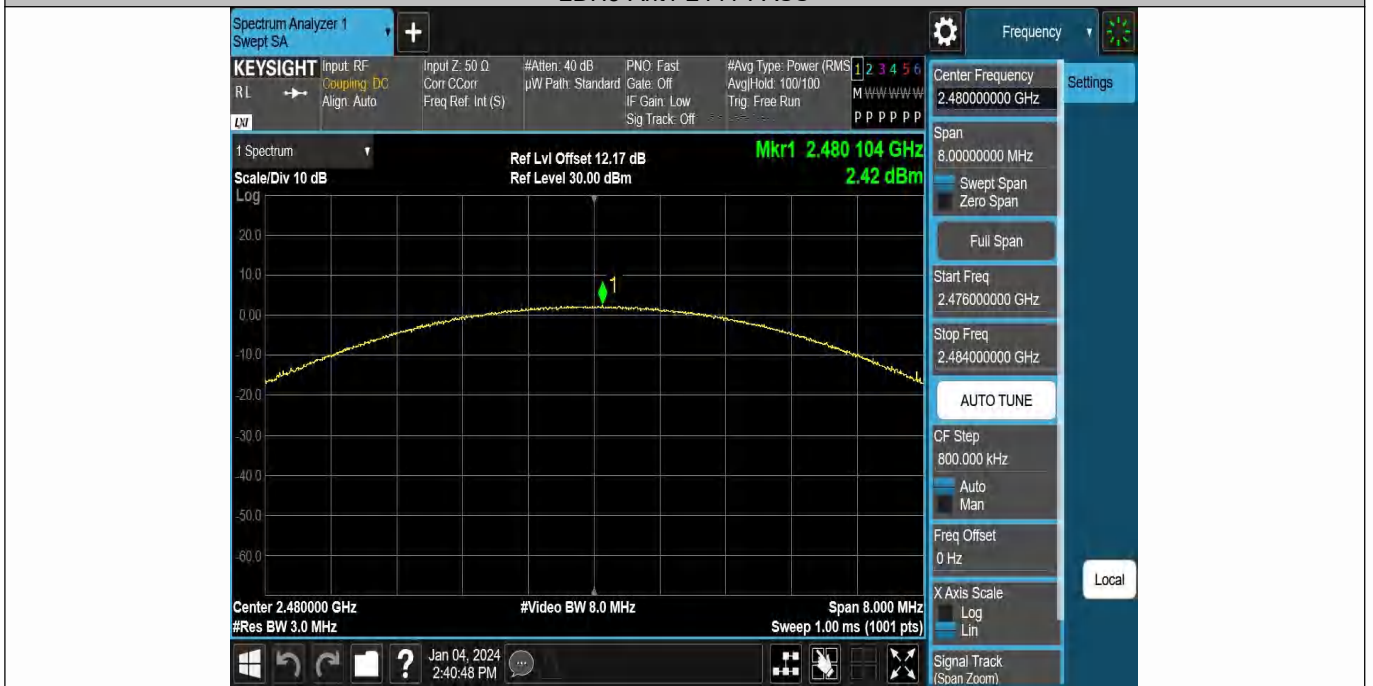 Spectrum Analyzer 1
Swept SA
+
Frequency
KEYSIGHT
RL
LXI
Input: RF
Coupling: DC
Align: Auto
Input Z: 50 Ω
Corr CCorr
Freq Ref: Int (S)
#Atten: 40 dB
µW Path: Standard
PNO: Fast
Gate: Off
IF Gain: Low
Sig Track: Off
#Avg Type: Power (RMS
Avg|Hold: 100/100
Trig: Free Run
1 2 3 4 5 6
M W W W W W
P P P P P P
1 Spectrum
Scale/Div 10 dB
Log
Ref Lvl Offset 12.17 dB
Ref Level 30.00 dBm
Mkr1 2.480 104 GHz
2.42 dBm
20.0
10.0
1
0.00
-10.0
-20.0
-30.0
-40.0
-50.0
-60.0
Center 2.480000 GHz
#Res BW 3.0 MHz
#Video BW 8.0 MHz
Span 8.000 MHz
Sweep 1.00 ms (1001 pts)
Center Frequency
2.480000000 GHz
Settings
Span
8.00000000 MHz
Swept Span
Zero Span
Full Span
Start Freq
2.476000000 GHz
Stop Freq
2.484000000 GHz
AUTO TUNE
CF Step
800.000 kHz
Auto
Man
Freq Offset
0 Hz
X Axis Scale
Log
Lin
Local
Signal Track
(Span Zoom)
?
Jan 04, 2024
2:40:48 PM